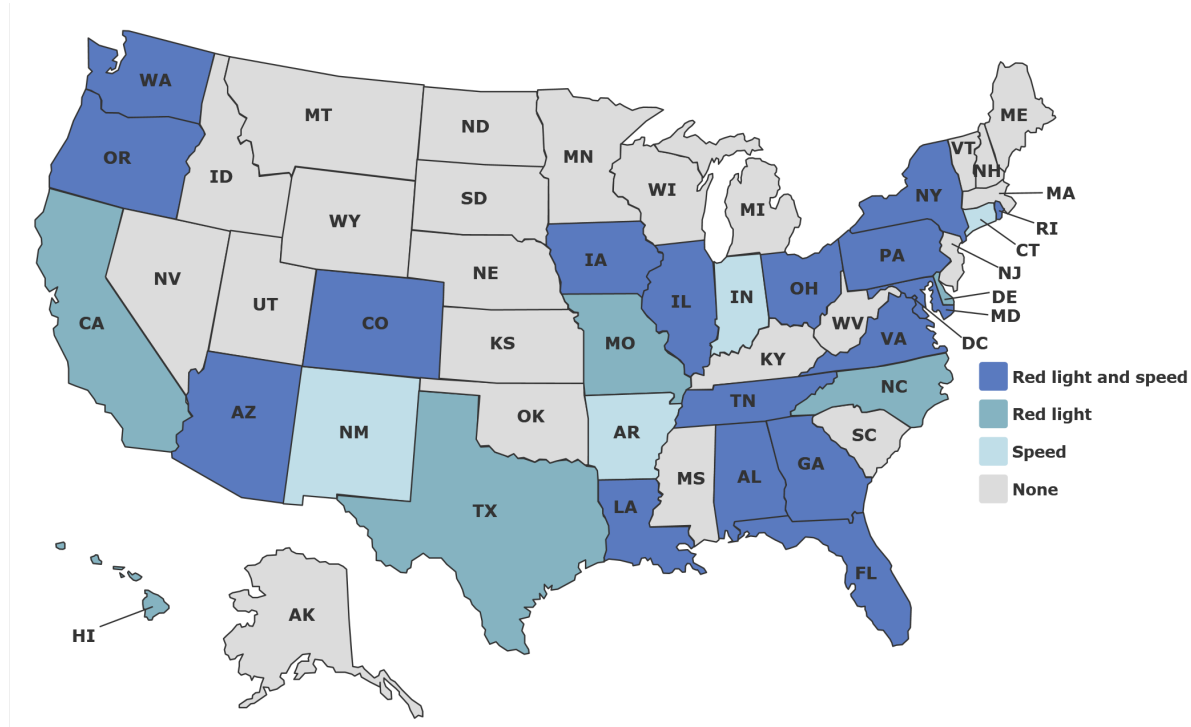 WA
MT
ND
MN
ME
VT
NH
OR
ID
SD
WI
MI
NY
MA
WY
RI
CT
NV
UT
NE
IA
PA
NJ
CA
CO
IL
IN
OH
DE
MD
KS
MO
WV
VA
DC
KY
Red light and speed
AZ
NM
OK
AR
TN
NC
Red light
SC
Speed
TX
LA
MS
AL
GA
None
FL
HI
AK